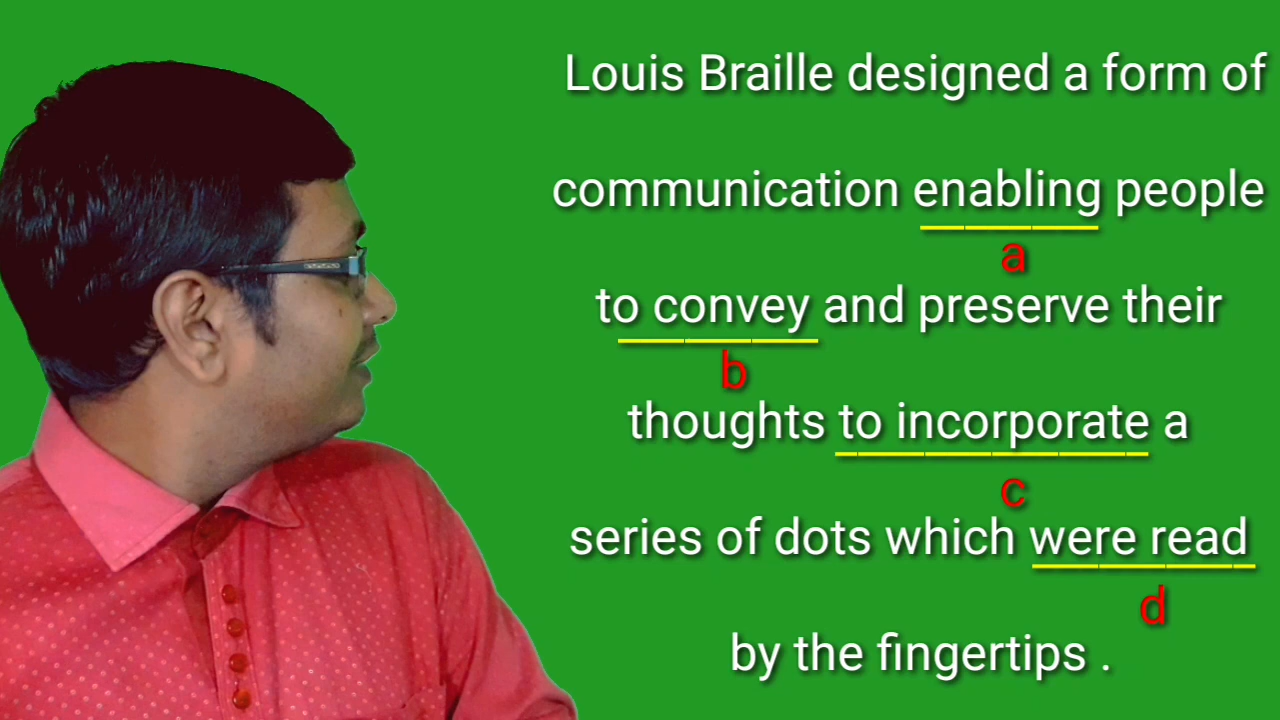 Louis Braille designed a form of
communication enabling people
a
to convey and preserve their
b
thoughts to incorporate a
c
series of dots which were read
d
by the fingertips .